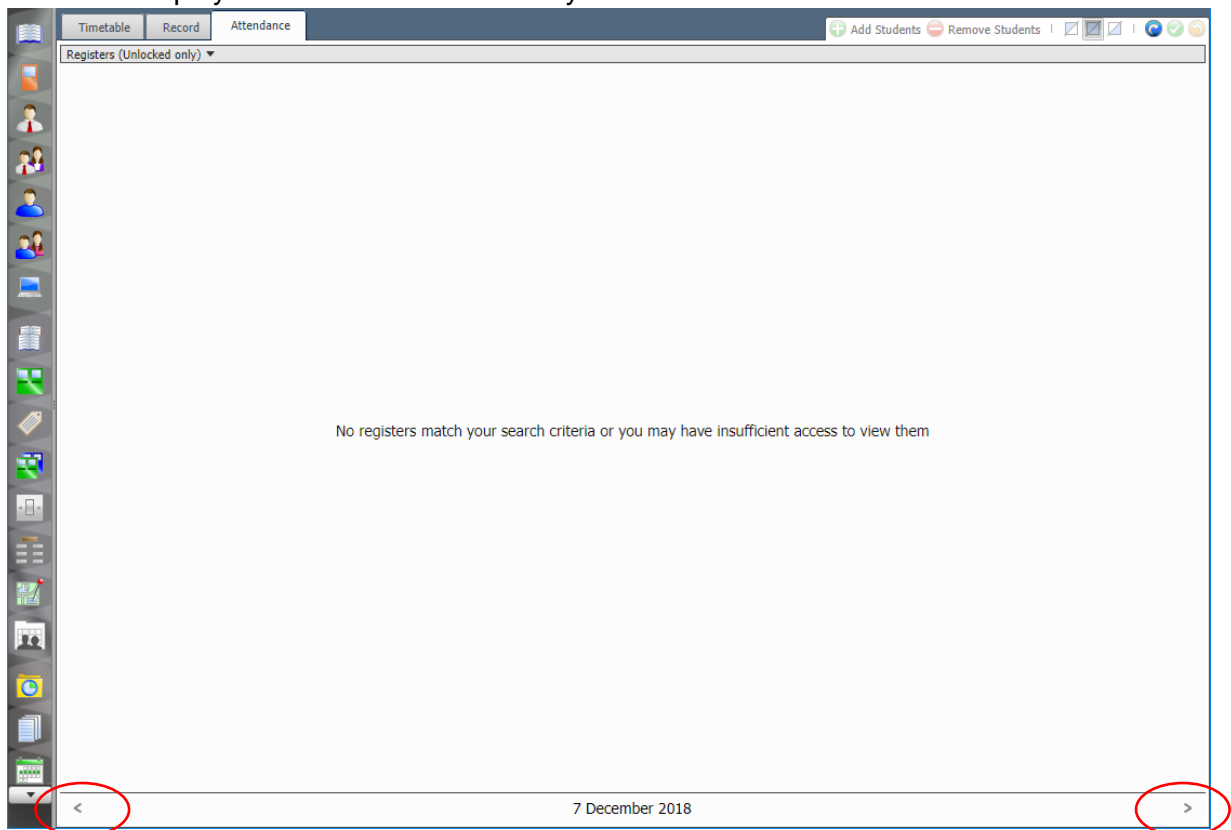 Timetable Record Attendance Add Students Remove Students
Registers (Unlocked only)
No registers match your search criteria or you may have insufficient access to view them
< 7 December 2018 >